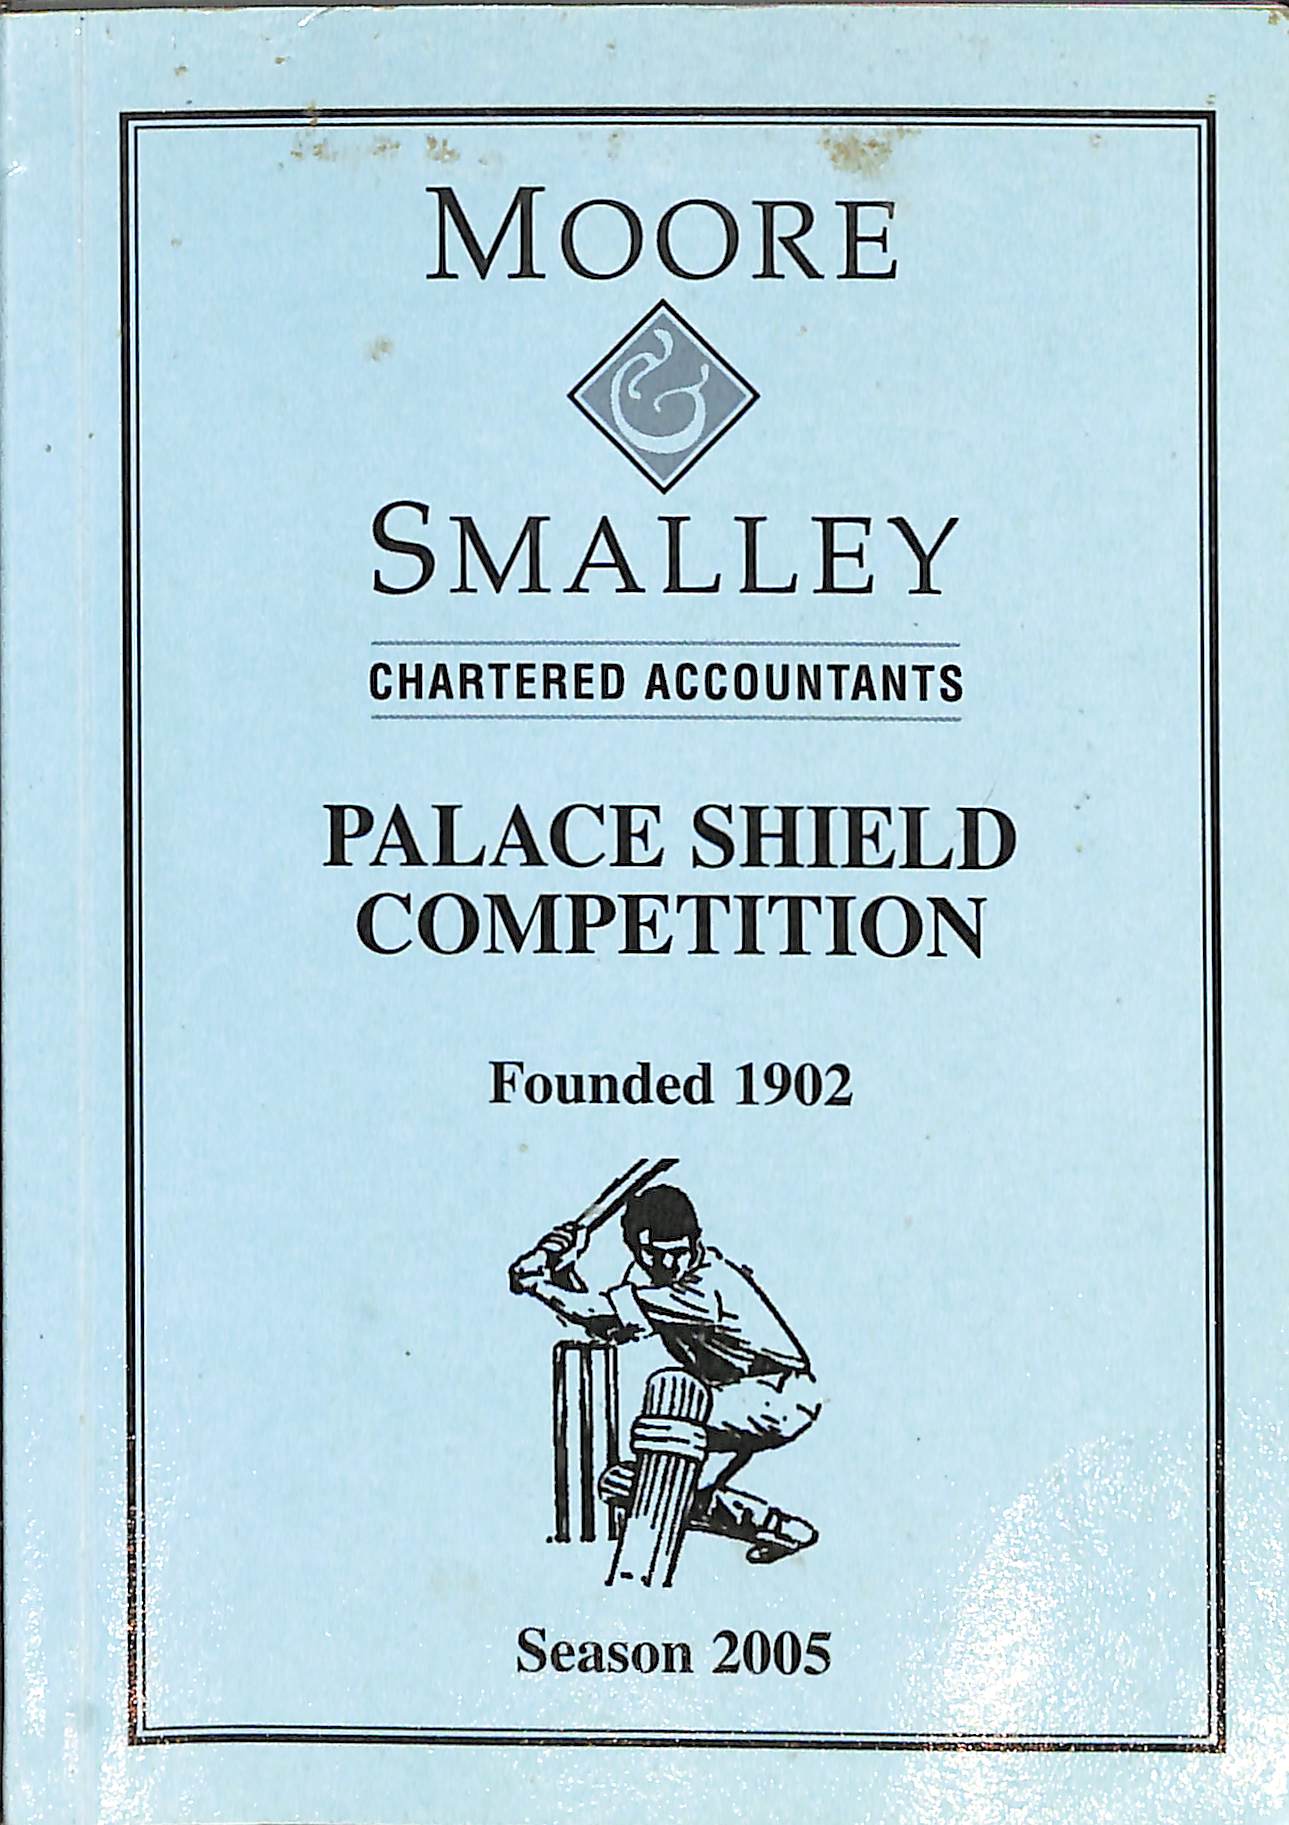 MOORE
&
SMALLEY
CHARTERED ACCOUNTANTS
PALACE SHIELD
COMPETITION
Founded 1902
Season 2005